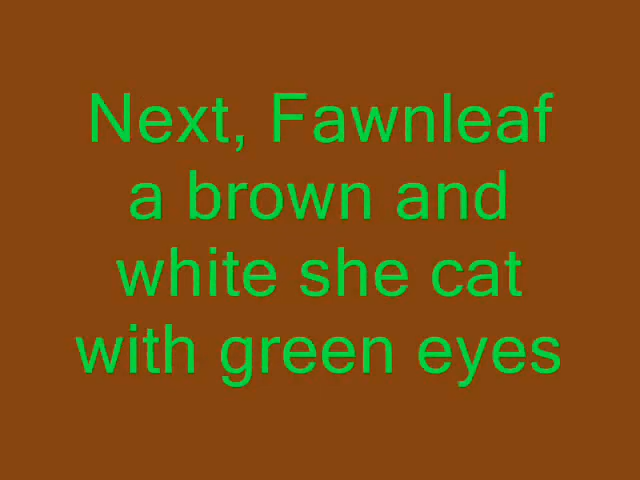 Next, Fawnleaf
a brown and
white she cat
with green eyes